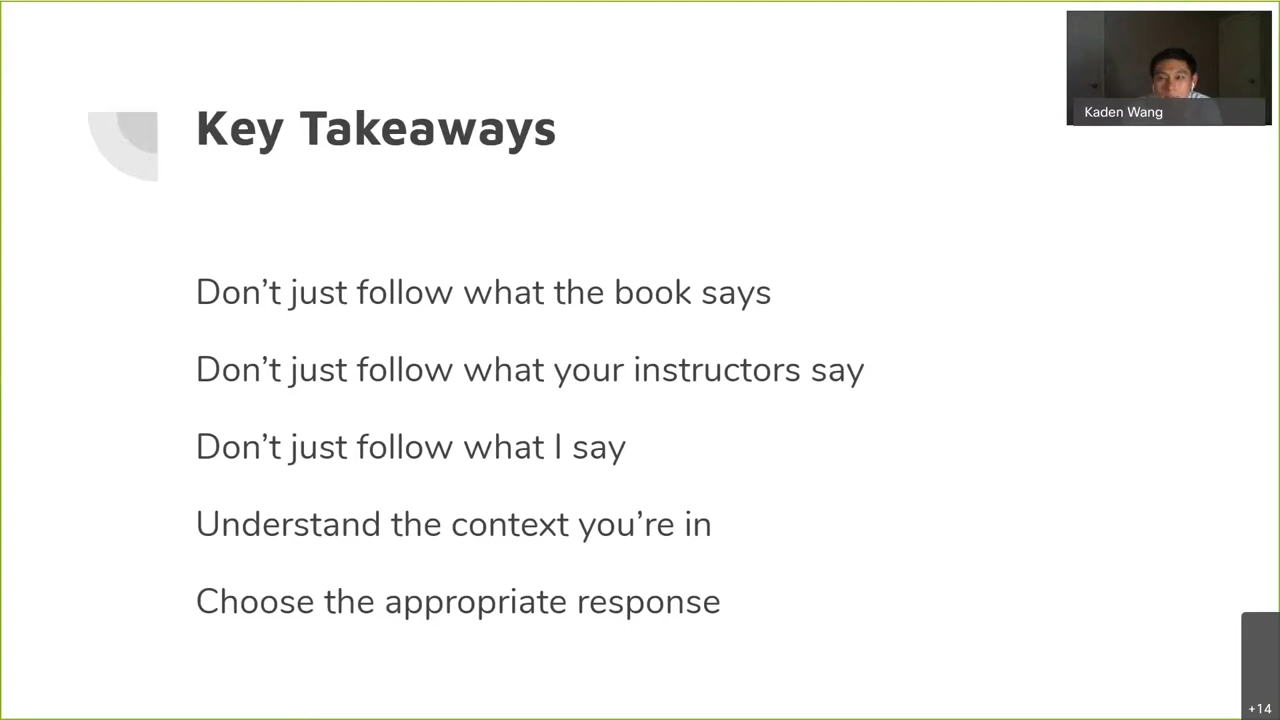 Kaden Wang
Key Takeaways
Don’t just follow what the book says
Don’t just follow what your instructors say
Don’t just follow what I say
Understand the context you’re in
Choose the appropriate response
+14